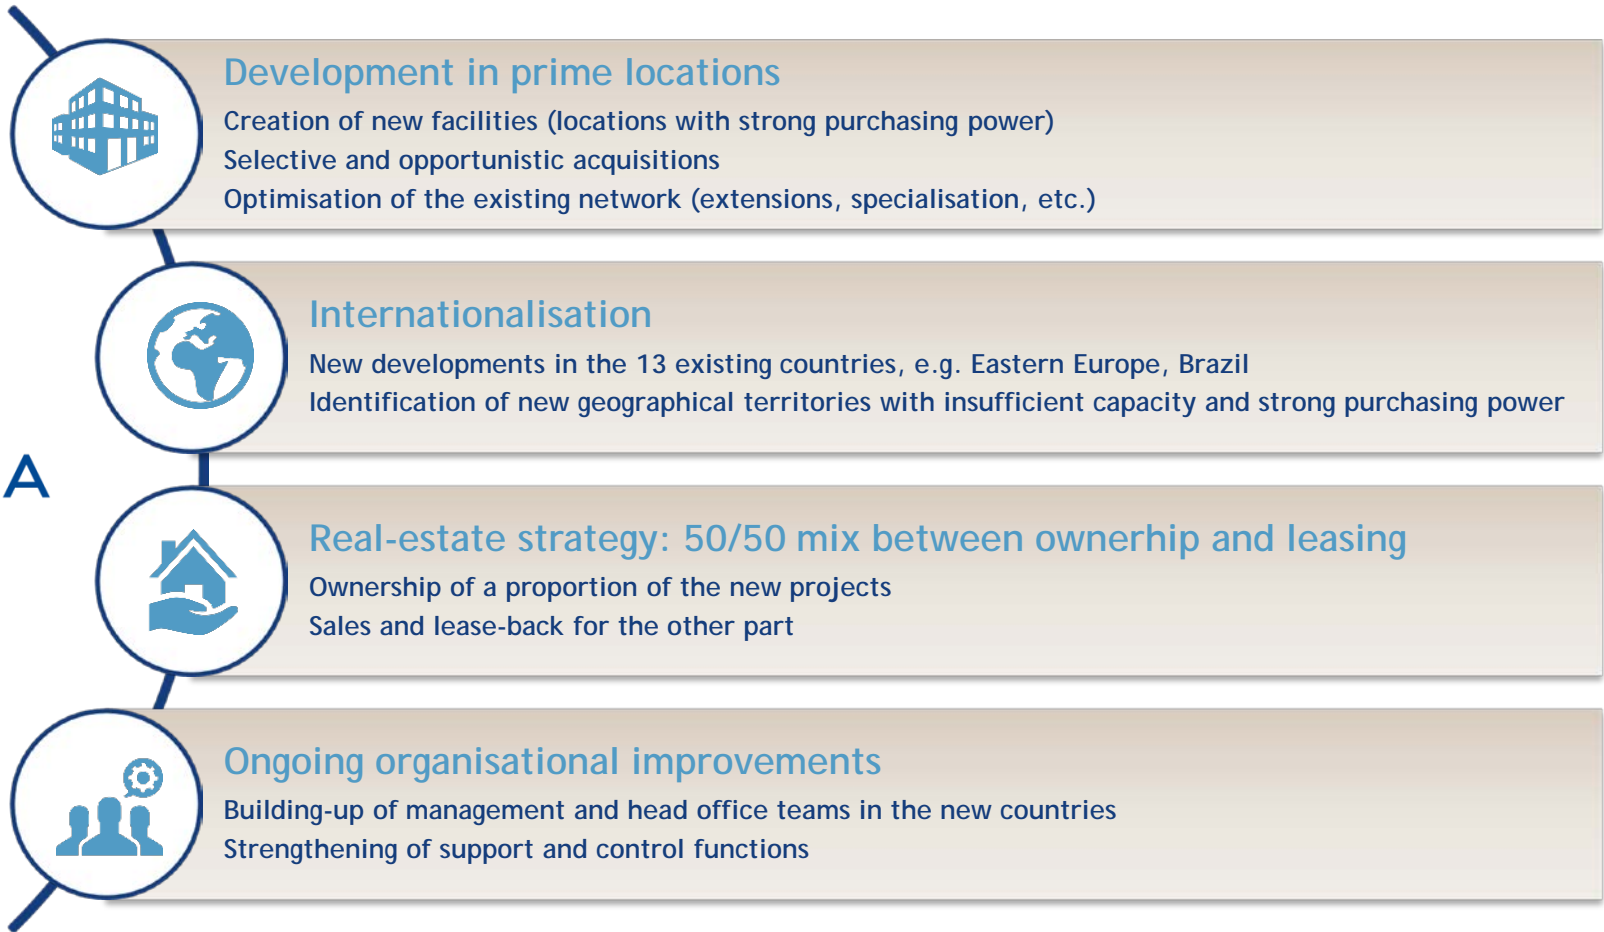 Development in prime locations
Creation of new facilities (locations with strong purchasing power)
Selective and opportunistic acquisitions
Optimisation of the existing network (extensions, specialisation, etc.)
Internationalisation
New developments in the 13 existing countries, e.g. Eastern Europe, Brazil
Identification of new geographical territories with insufficient capacity and strong purchasing power
A
Real-estate strategy: 50/50 mix between ownerhip and leasing
Ownership of a proportion of the new projects
Sales and lease-back for the other part
Ongoing organisational improvements
Building-up of management and head office teams in the new countries
Strengthening of support and control functions